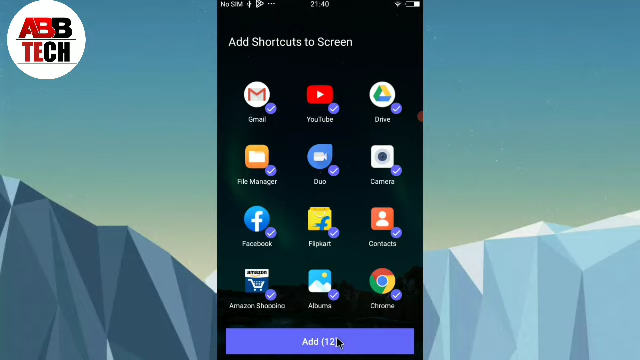 ABB
TECH
No SIM
21:40
Add Shortcuts to Screen
Gmail
YouTube
Drive
File Manager
Duo
Camera
Facebook
Flipkart
Contacts
amazon
Amazon Shopping
Albums
Chrome
Add (12)